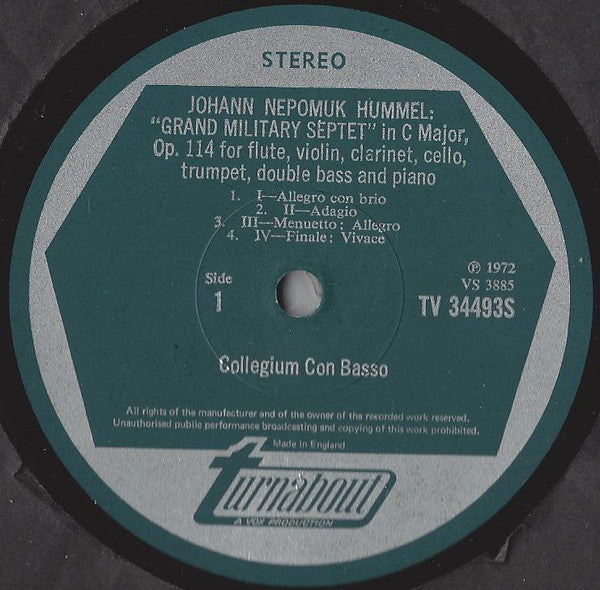 STEREO
JOHANN NEPOMUK HUMMEL:
"GRAND MILITARY SEPTET" in C Major,
Op. 114 for flute, violin, clarinet, cello,
trumpet, double bass and piano
1. I—Allegro con brio
2. II—Adagio
3. III—Menuetto: Allegro
4. IV—Finale: Vivace
Side
1
℗ 1972
VS 3885
TV 34493S
Collegium Con Basso
All rights of the manufacturer and of the owner of the recorded work reserved.
Unauthorised public performance broadcasting and copying of this work prohibited.
Made in England
turnabout
A VOX PRODUCTION